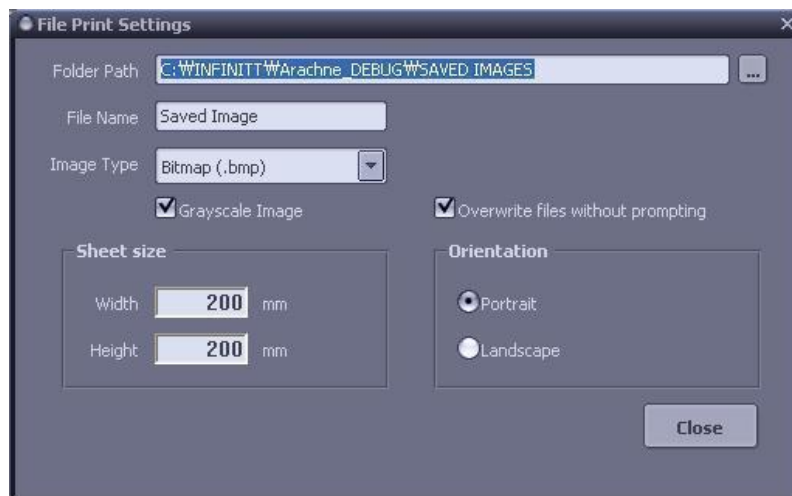 File Print Settings
Folder Path C:₩INFINITT₩Arachne_DEBUG₩SAVED IMAGES ...
File Name Saved Image
Image Type Bitmap (.bmp)
Grayscale Image Overwrite files without prompting
Sheet size Orientation
Width 200 mm Portrait
Height 200 mm Landscape
Close